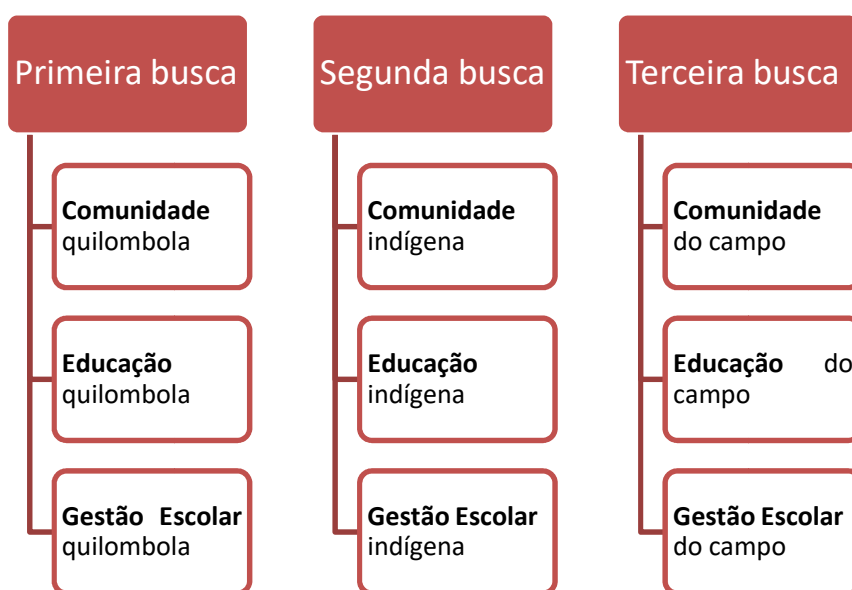 Primeira busca
Comunidade
quilombola
Educação
quilombola
Gestão Escolar
quilombola
Segunda busca
Comunidade
indígena
Educação
indígena
Gestão Escolar
indígena
Terceira busca
Comunidade
do campo
Educação do
campo
Gestão Escolar
do campo